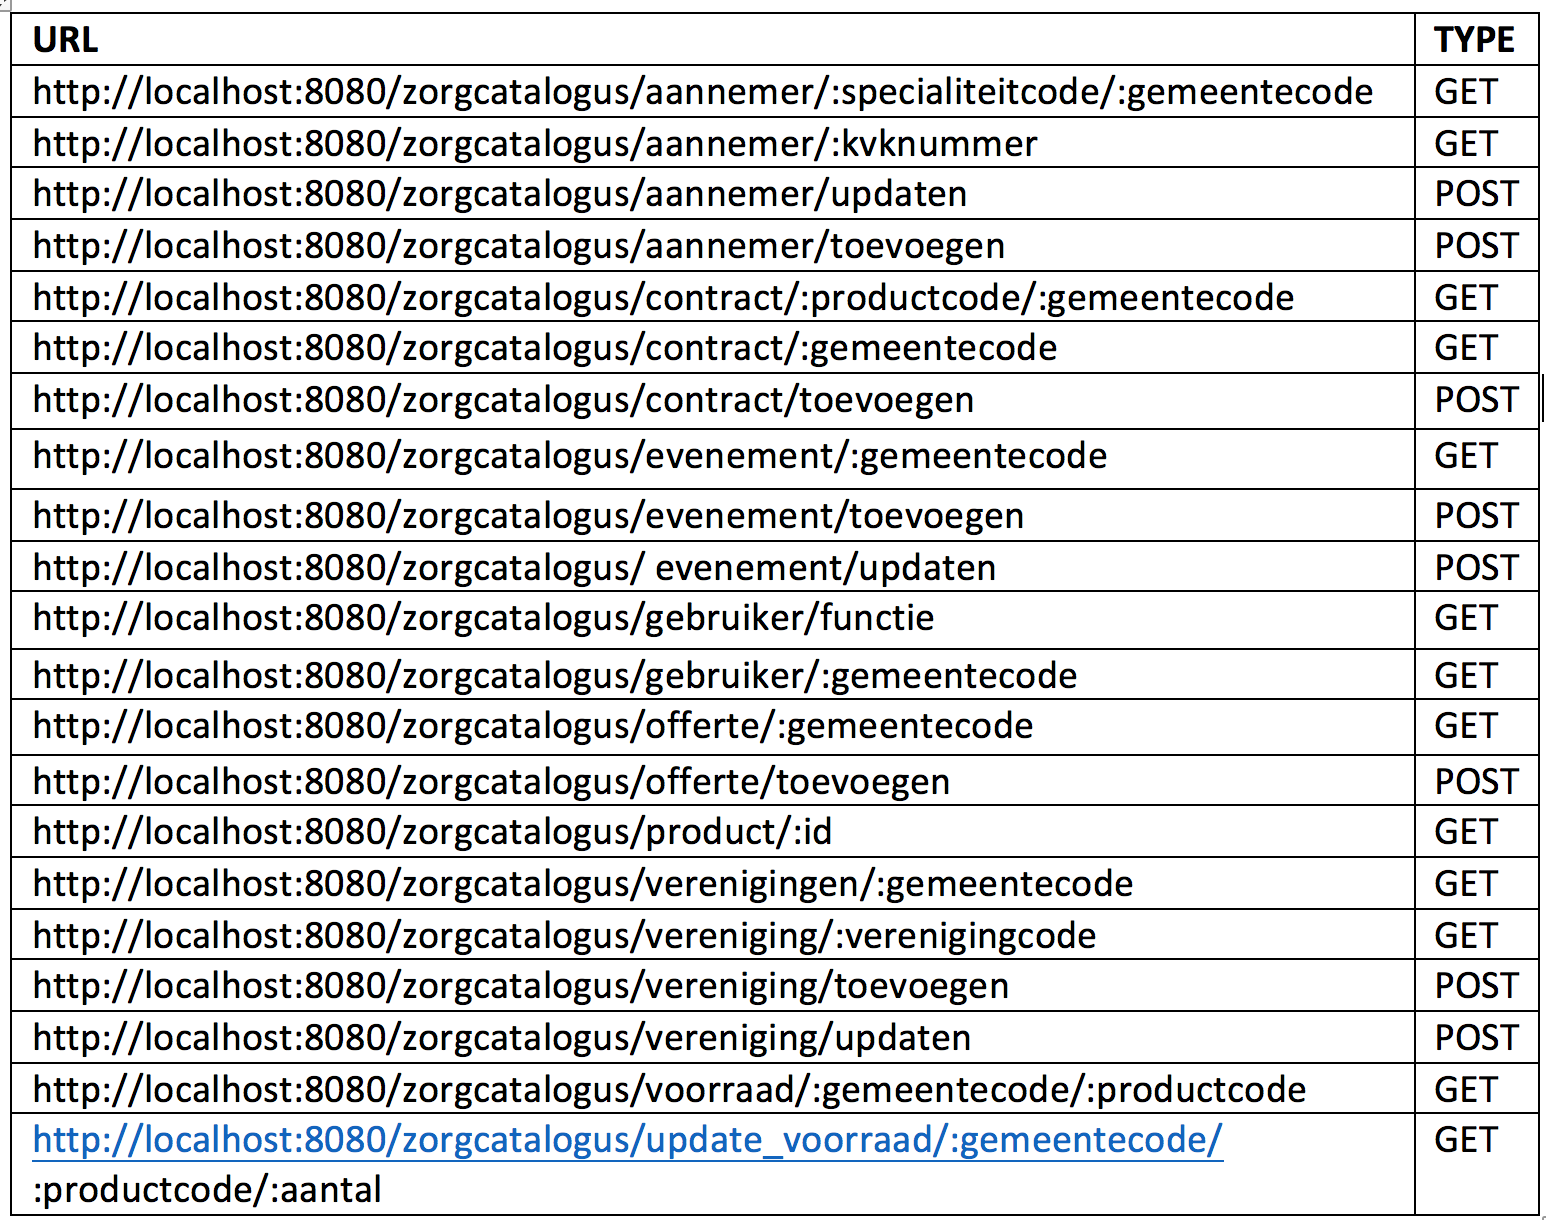 URL TYPE
http://localhost:8080/zorgcatalogus/aannemer/:specialiteitcode/:gemeentecode GET
http://localhost:8080/zorgcatalogus/aannemer/:kvknummer GET
http://localhost:8080/zorgcatalogus/aannemer/updaten POST
http://localhost:8080/zorgcatalogus/aannemer/toevoegen POST
http://localhost:8080/zorgcatalogus/contract/:productcode/:gemeentecode GET
http://localhost:8080/zorgcatalogus/contract/:gemeentecode GET
http://localhost:8080/zorgcatalogus/contract/toevoegen POST
http://localhost:8080/zorgcatalogus/evenement/:gemeentecode GET
http://localhost:8080/zorgcatalogus/evenement/toevoegen POST
http://localhost:8080/zorgcatalogus/ evenement/updaten POST
http://localhost:8080/zorgcatalogus/gebruiker/functie GET
http://localhost:8080/zorgcatalogus/gebruiker/:gemeentecode GET
http://localhost:8080/zorgcatalogus/offerte/:gemeentecode GET
http://localhost:8080/zorgcatalogus/offerte/toevoegen POST
http://localhost:8080/zorgcatalogus/product/:id GET
http://localhost:8080/zorgcatalogus/verenigingen/:gemeentecode GET
http://localhost:8080/zorgcatalogus/vereniging/:verenigingcode GET
http://localhost:8080/zorgcatalogus/vereniging/toevoegen POST
http://localhost:8080/zorgcatalogus/vereniging/updaten POST
http://localhost:8080/zorgcatalogus/voorraad/:gemeentecode/:productcode GET
http://localhost:8080/zorgcatalogus/update_voorraad/:gemeentecode/ GET
:productcode/:aantal